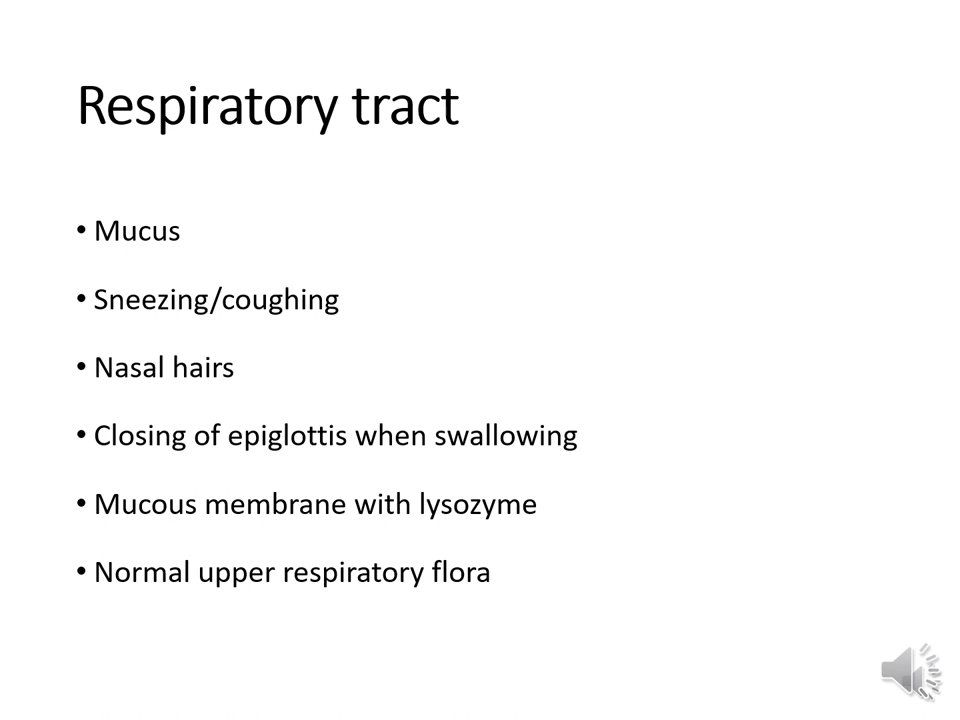 Respiratory tract
• Mucus
• Sneezing/coughing
• Nasal hairs
• Closing of epiglottis when swallowing
• Mucous membrane with lysozyme
• Normal upper respiratory flora